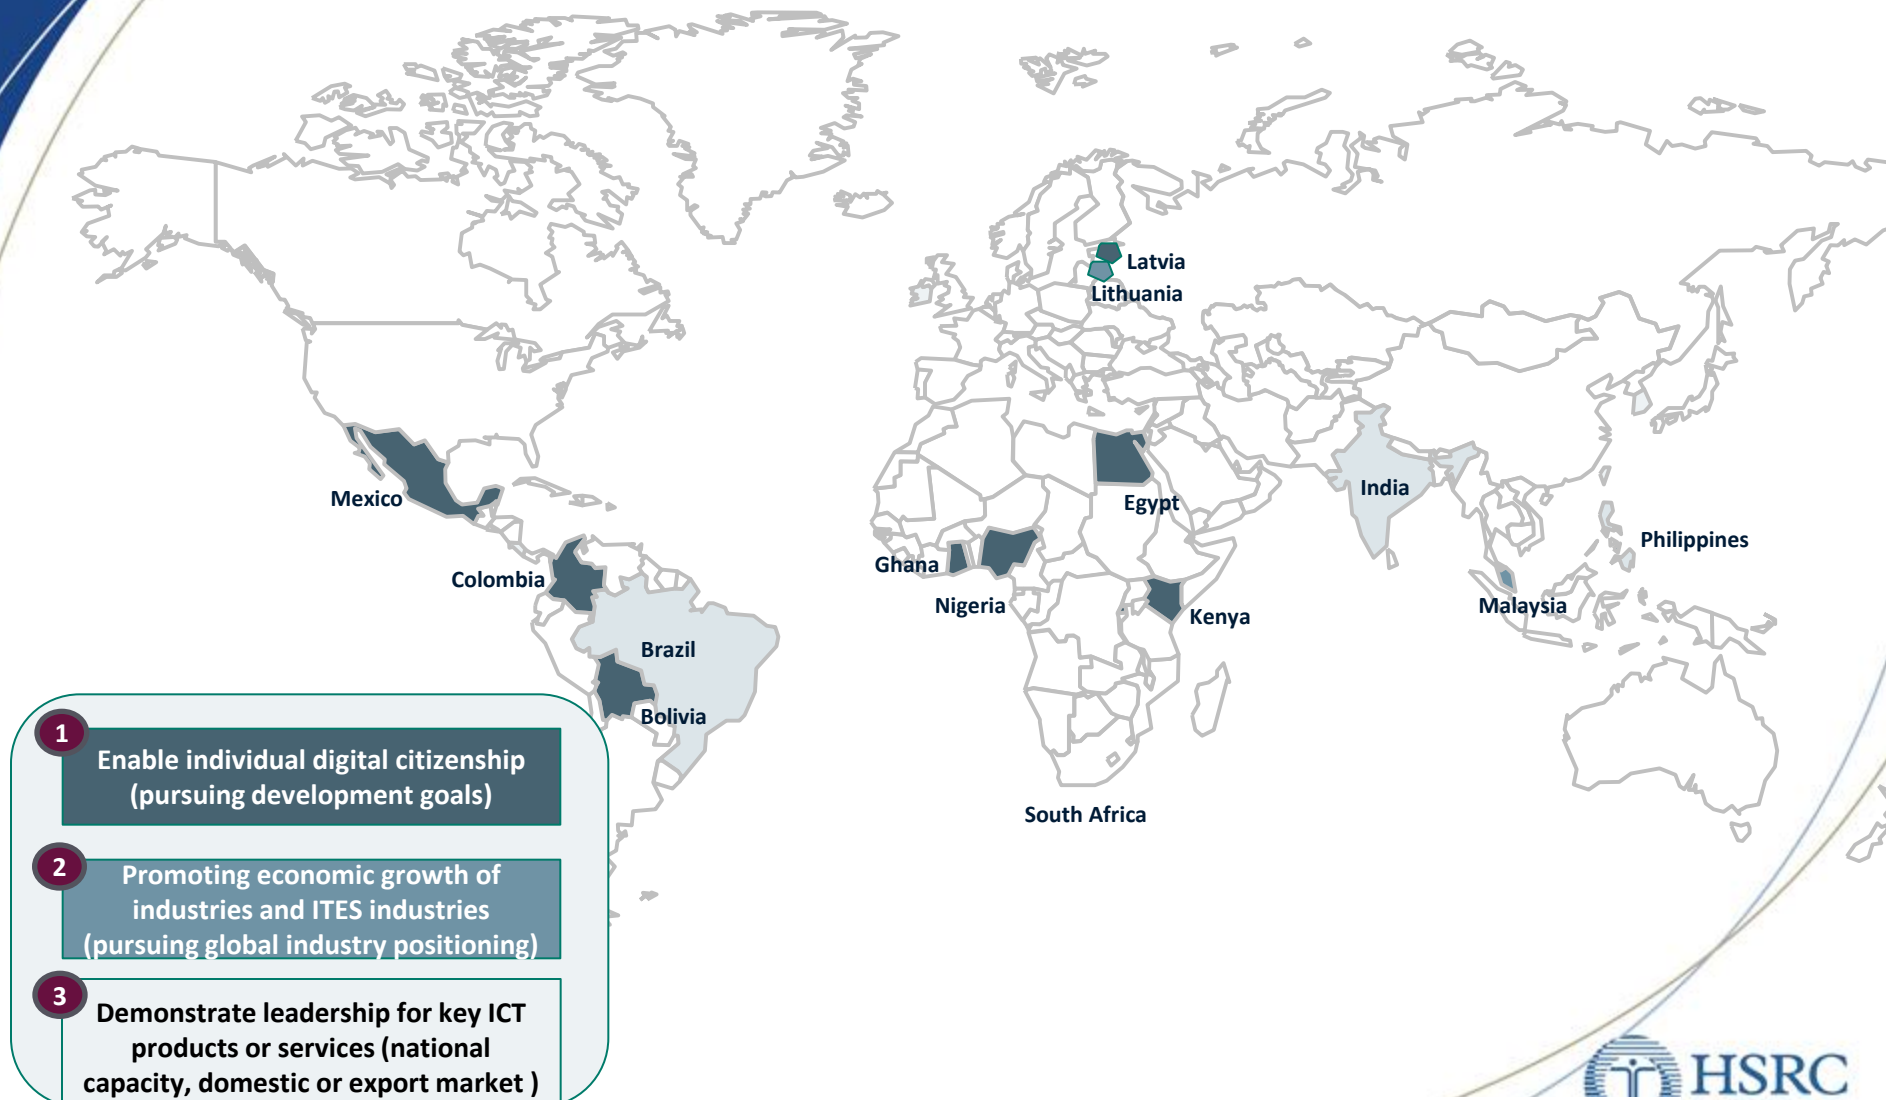 Latvia
Lithuania
Mexico
Egypt
India
Philippines
Ghana
Colombia
Nigeria
Kenya
Malaysia
Brazil
Bolivia
South Africa
1
Enable individual digital citizenship
(pursuing development goals)
2
Promoting economic growth of
industries and ITES industries
(pursuing global industry positioning)
3
Demonstrate leadership for key ICT
products or services (national
capacity, domestic or export market )
HSRC